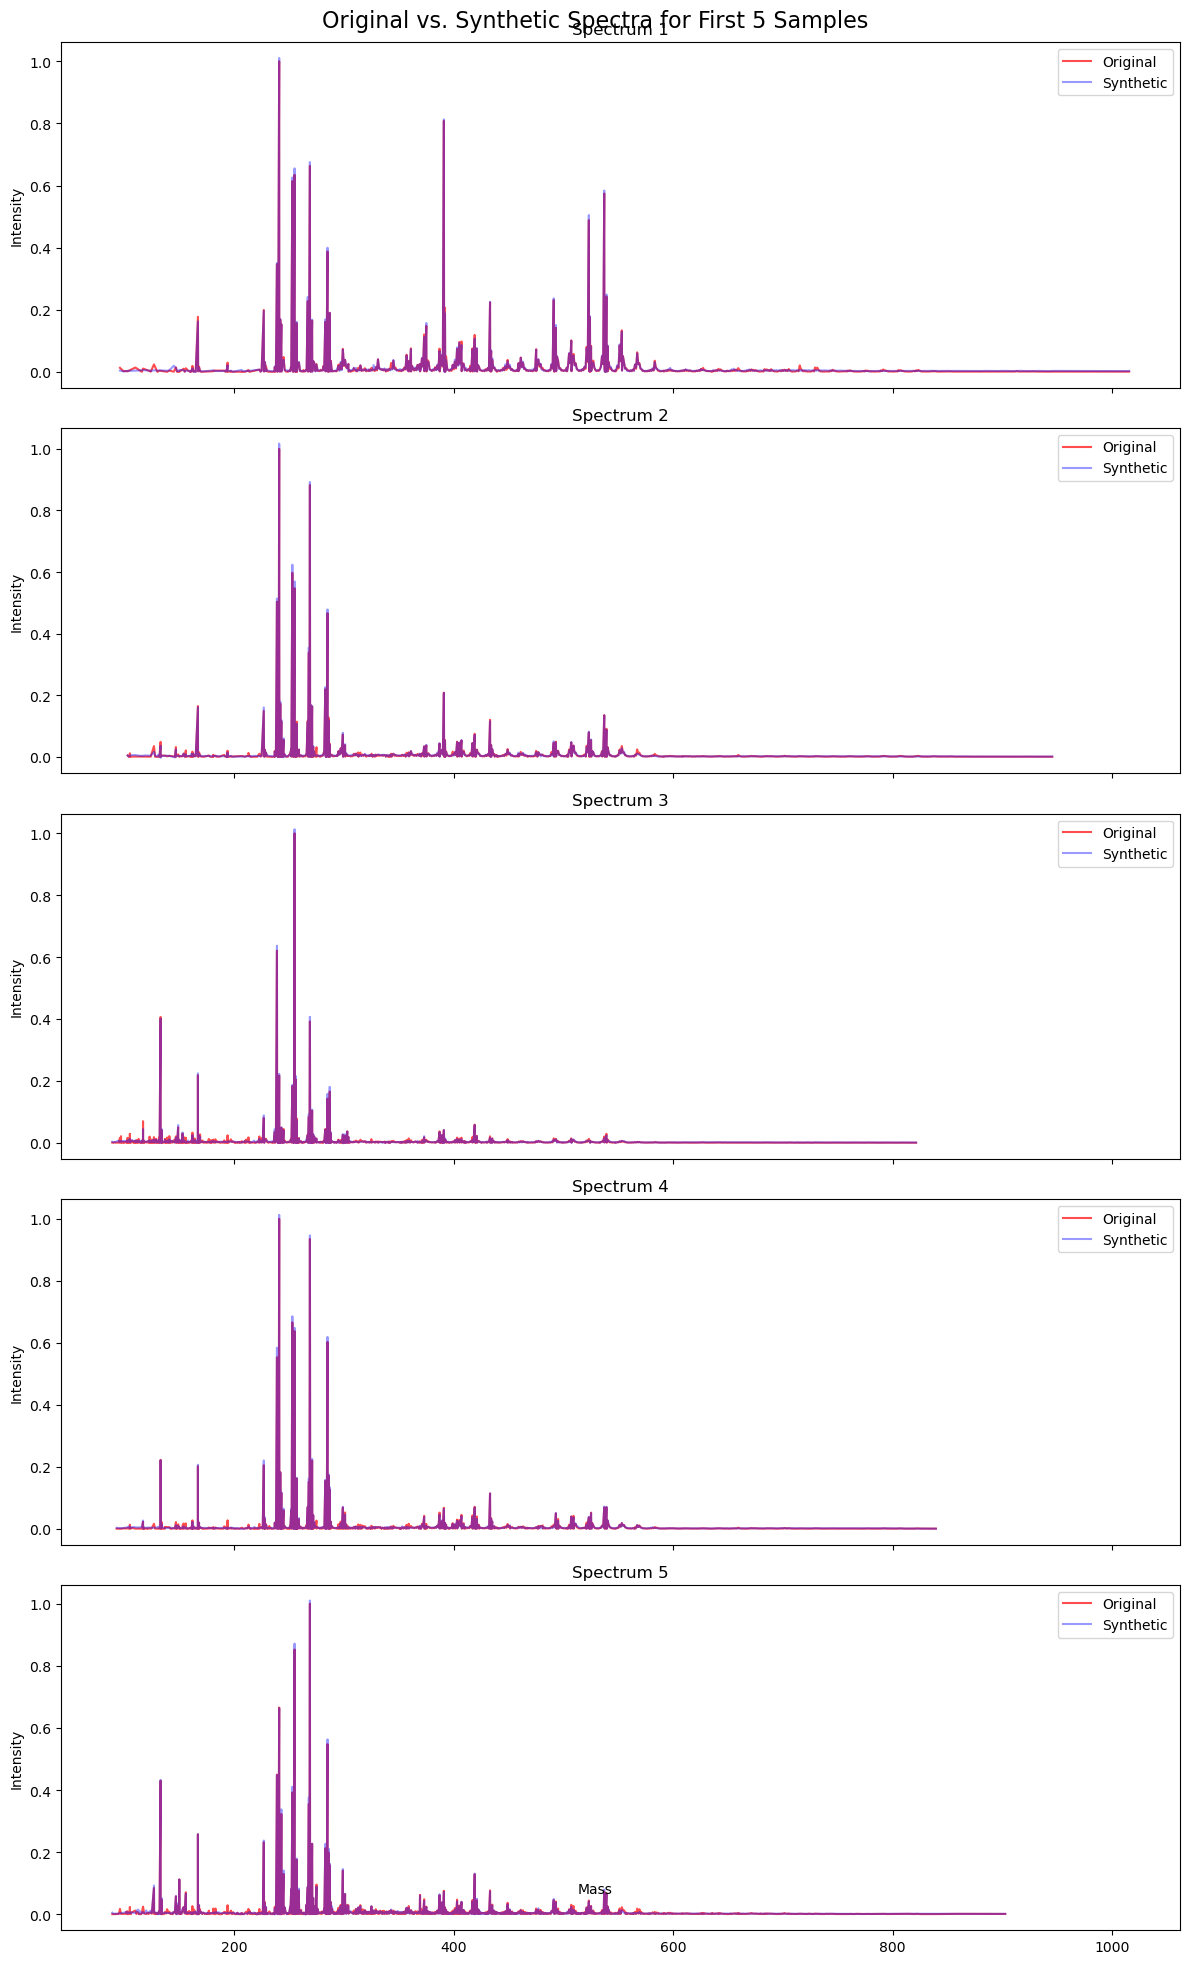 Original vs. Synthetic Spectra for First 5 Samples
Spectrum 1
Original
Synthetic
Intensity
1.0
0.8
0.6
0.4
0.2
0.0
Spectrum 2
Original
Synthetic
Intensity
1.0
0.8
0.6
0.4
0.2
0.0
Spectrum 3
Original
Synthetic
Intensity
1.0
0.8
0.6
0.4
0.2
0.0
Spectrum 4
Original
Synthetic
Intensity
1.0
0.8
0.6
0.4
0.2
0.0
Spectrum 5
Original
Synthetic
Intensity
1.0
0.8
0.6
0.4
0.2
0.0
Mass
200 400 600 800 1000